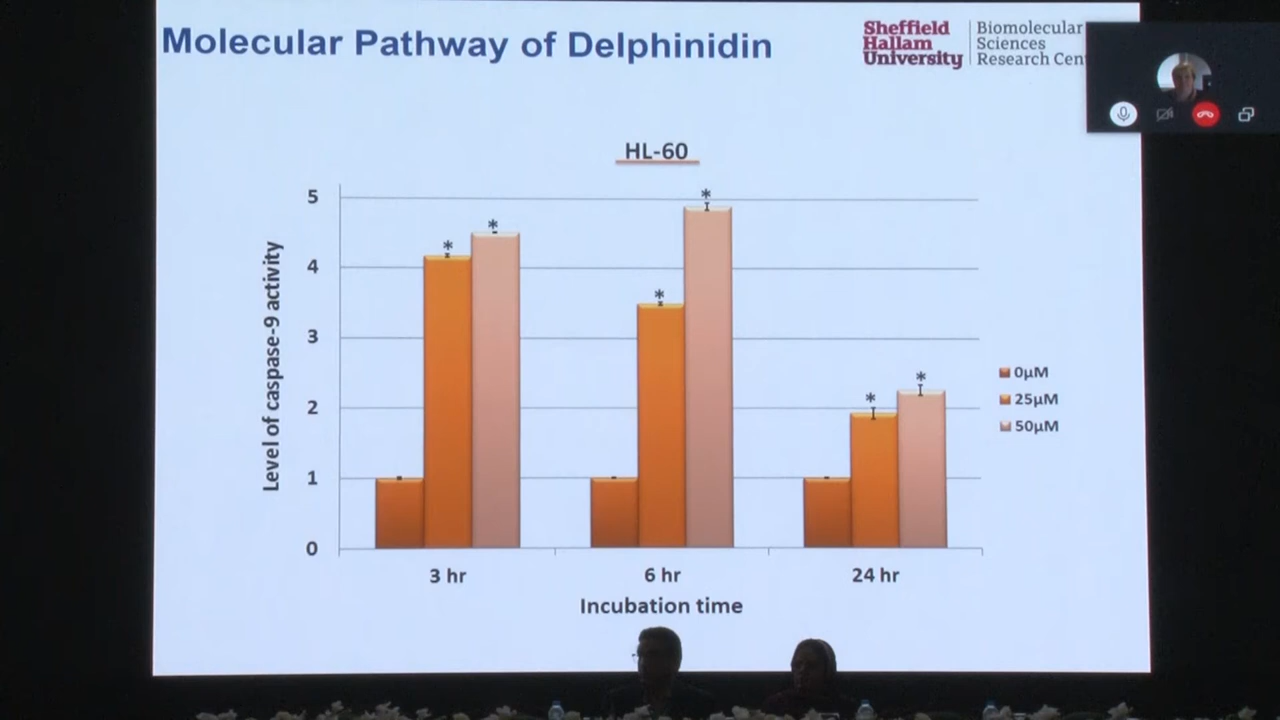 Molecular Pathway of Delphinidin
Sheffield
Hallam
University
Biomolecular
Sciences
Research Cen
HL-60
Level of caspase-9 activity
5
4
3
2
1
0
*
*
*
*
*
*
0µM
25µM
50µM
3 hr
6 hr
24 hr
Incubation time